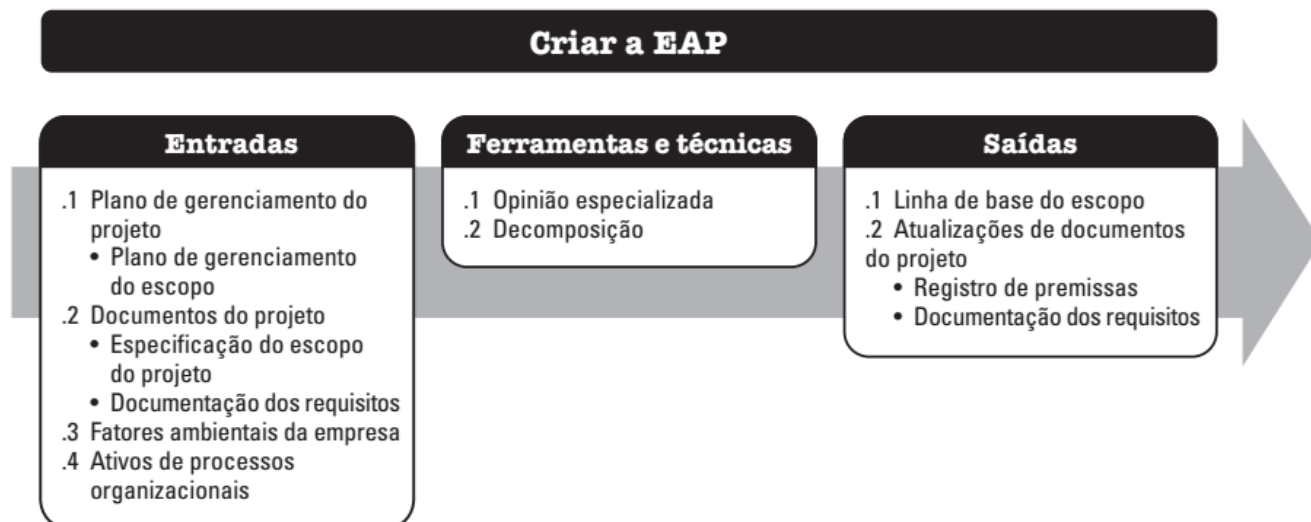 Criar a EAP
Entradas
.1 Plano de gerenciamento do
projeto
• Plano de gerenciamento
do escopo
.2 Documentos do projeto
• Especificação do escopo
do projeto
• Documentação dos requisitos
.3 Fatores ambientais da empresa
.4 Ativos de processos
organizacionais
Ferramentas e técnicas
.1 Opinião especializada
.2 Decomposição
Saídas
.1 Linha de base do escopo
.2 Atualizações de documentos
do projeto
• Registro de premissas
• Documentação dos requisitos